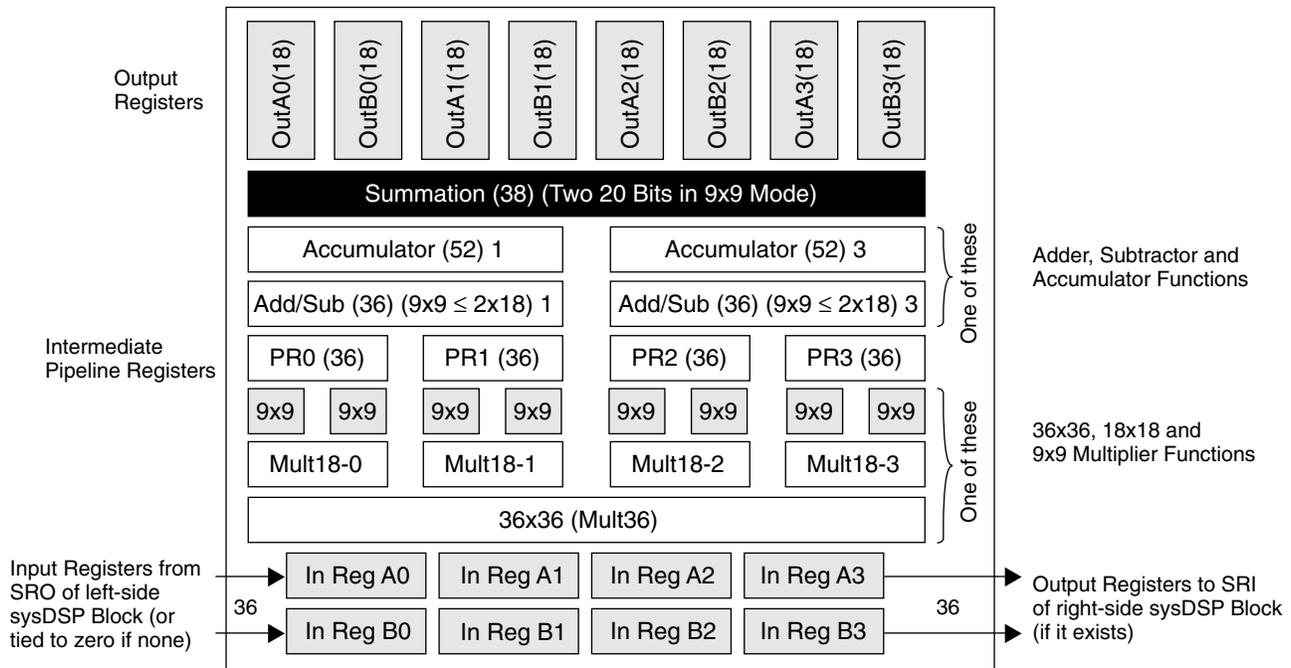 Output
Registers
OutA0(18)
OutB0(18)
OutA1(18)
OutB1(18)
OutA2(18)
OutB2(18)
OutA3(18)
OutB3(18)
Summation (38) (Two 20 Bits in 9x9 Mode)
Accumulator (52) 1
Accumulator (52) 3
Add/Sub (36) (9x9 ≤ 2x18) 1
Add/Sub (36) (9x9 ≤ 2x18) 3
One of these
Adder, Subtractor and
Accumulator Functions
Intermediate
Pipeline Registers
PR0 (36)
PR1 (36)
PR2 (36)
PR3 (36)
9x9
9x9
9x9
9x9
9x9
9x9
9x9
9x9
Mult18-0
Mult18-1
Mult18-2
Mult18-3
36x36 (Mult36)
One of these
36x36, 18x18 and
9x9 Multiplier Functions
Input Registers from
SRO of left-side
sysDSP Block (or
tied to zero if none)
36
In Reg A0
In Reg A1
In Reg A2
In Reg A3
In Reg B0
In Reg B1
In Reg B2
In Reg B3
36
Output Registers to SRI
of right-side sysDSP Block
(if it exists)